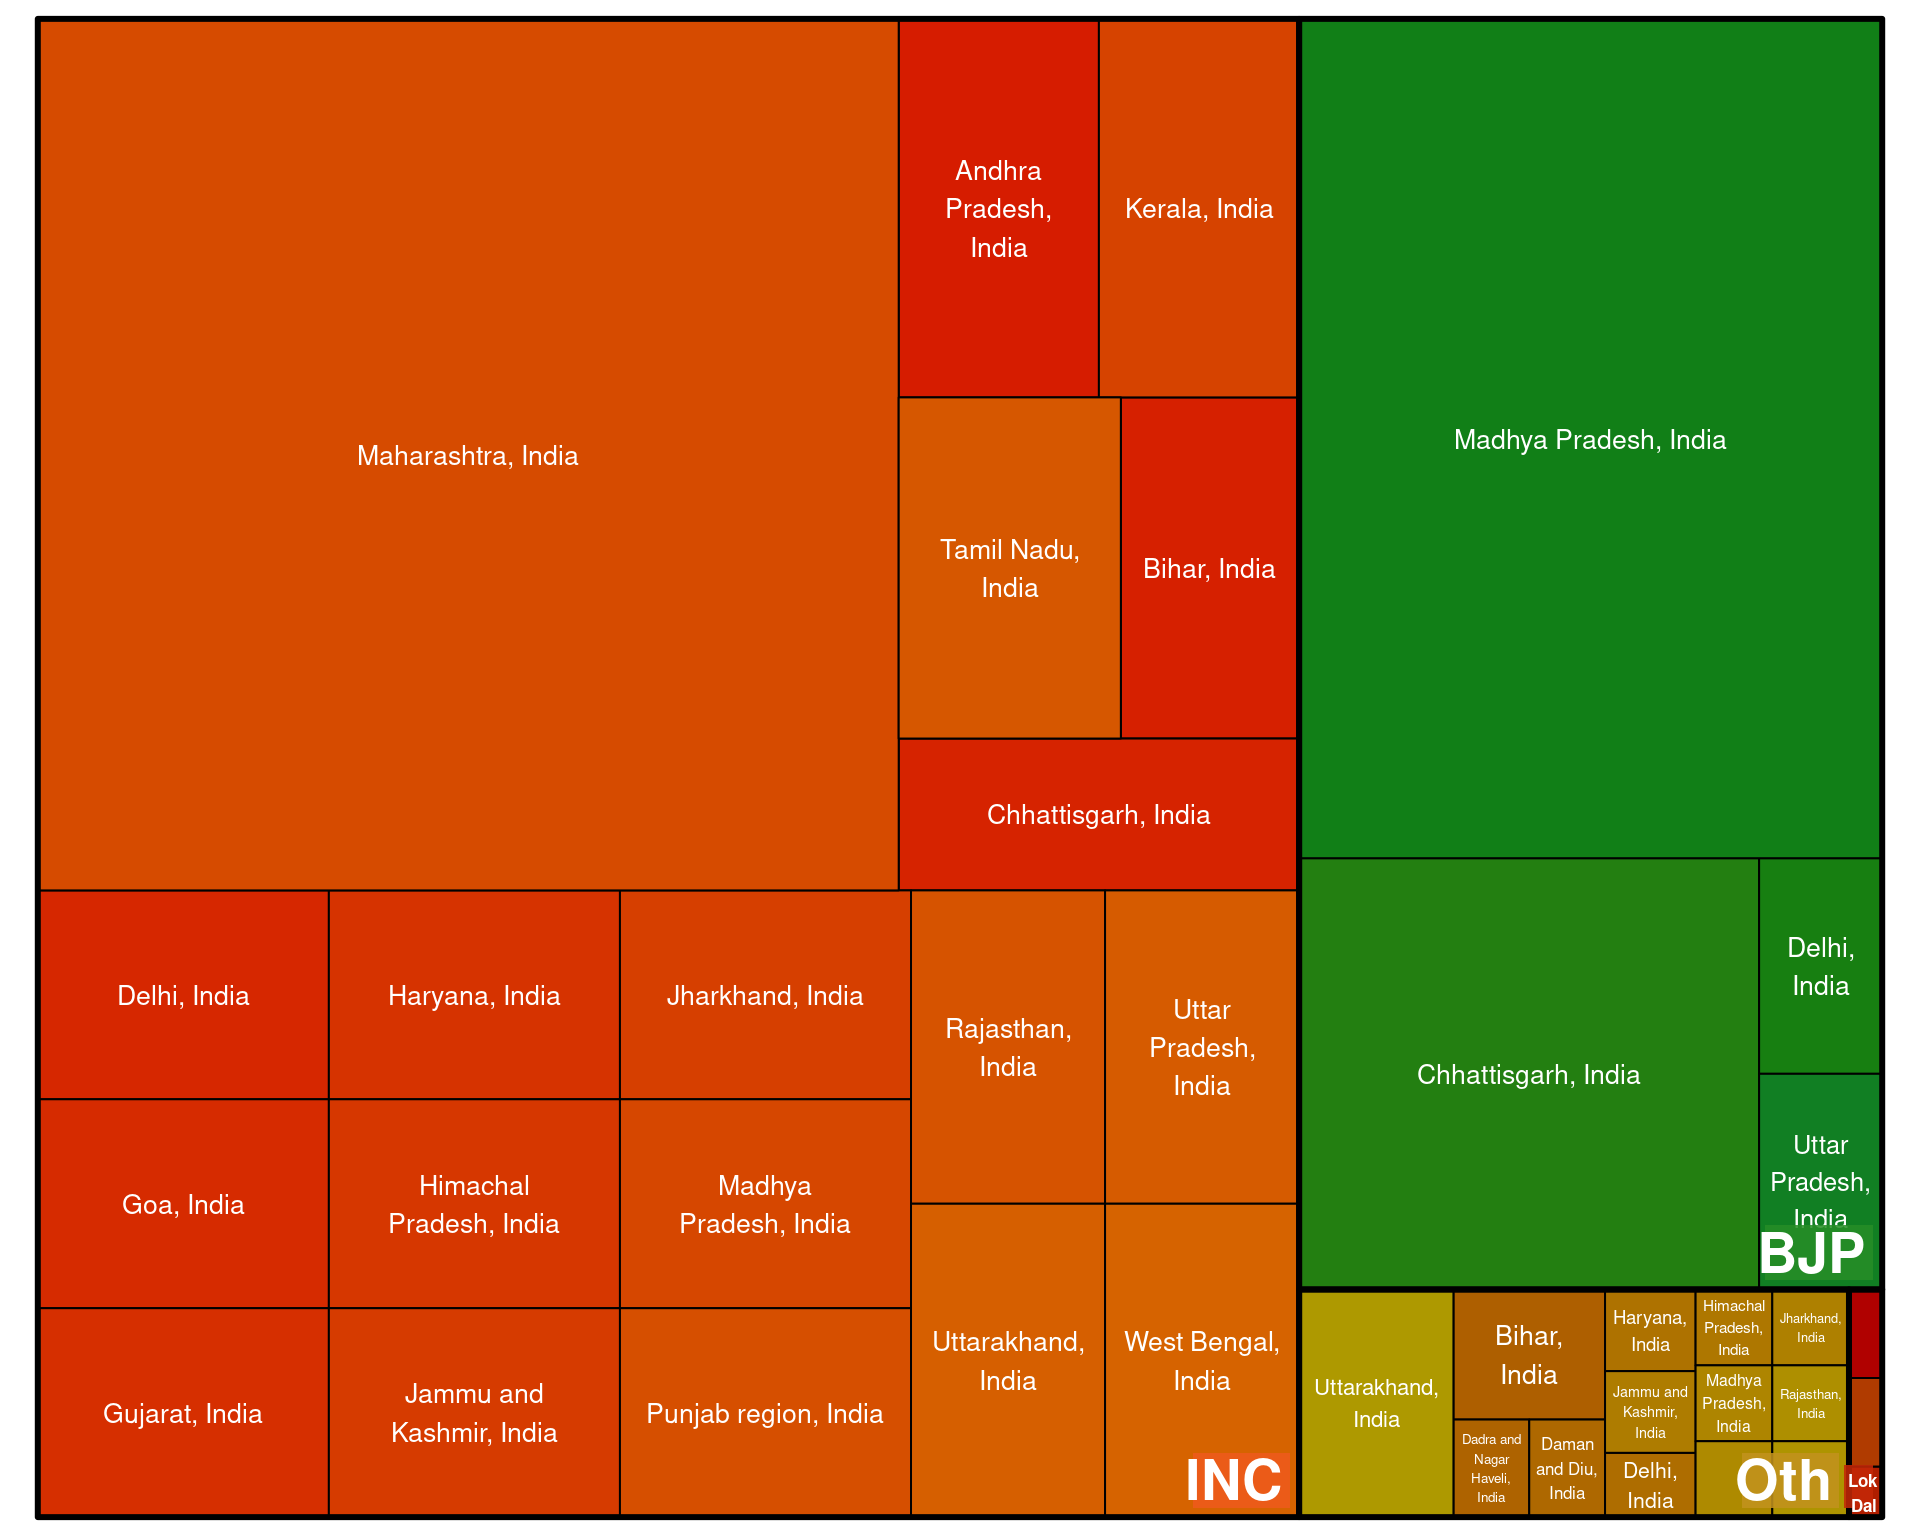 Maharashtra, India
Andhra
Pradesh,
India
Kerala, India
Tamil Nadu,
India
Bihar, India
Chhattisgarh, India
Delhi, India
Haryana, India
Jharkhand, India
Goa, India
Himachal
Pradesh, India
Madhya
Pradesh, India
Gujarat, India
Jammu and
Kashmir, India
Punjab region, India
Rajasthan,
India
Uttar
Pradesh,
India
Uttarakhand,
India
West Bengal,
India
INC
Madhya Pradesh, India
Chhattisgarh, India
Delhi,
India
Uttar
Pradesh,
India
BJP
Uttarakhand,
India
Bihar,
India
Dadra and
Nagar
Haveli,
India
Daman
and Diu,
India
Haryana,
India
Jammu and
Kashmir,
India
Delhi,
India
Himachal
Pradesh,
India
Jharkhand,
India
Madhya
Pradesh,
India
Rajasthan,
India
Oth
Lok
Dal